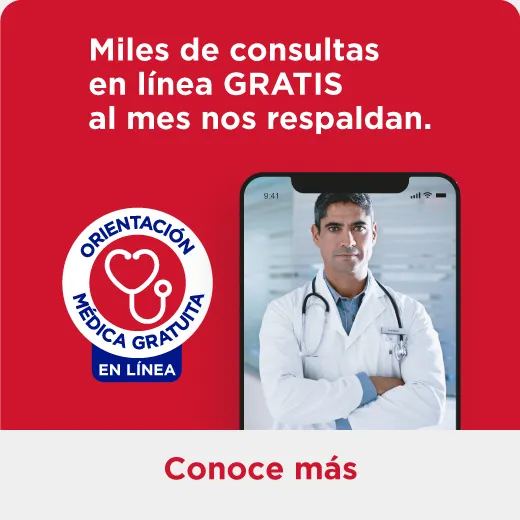 Miles de consultas
en línea GRATIS
al mes nos respaldan.
9:41
ORIENTACIÓN
MÉDICA GRATUITA
EN LÍNEA
Conoce más